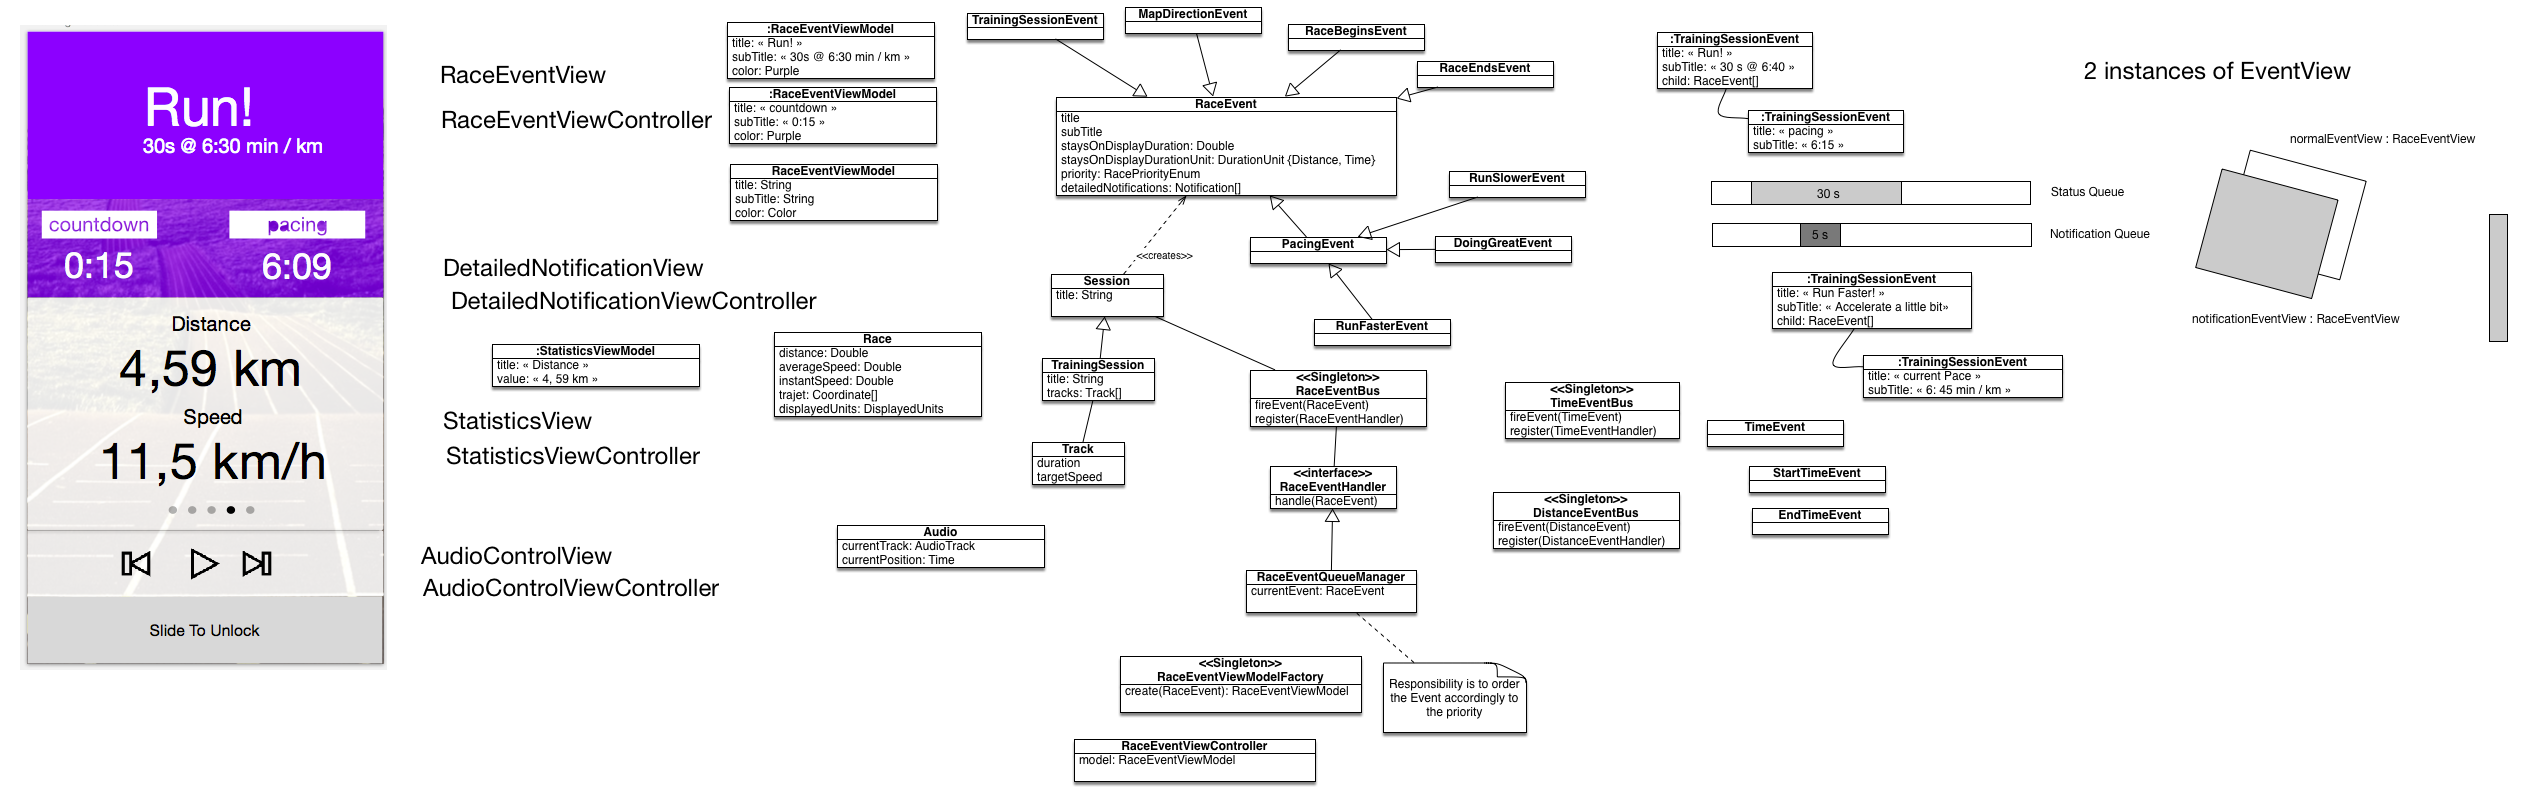 Run!
30s @ 6:30 min / km
countdown
pacing
0:15
6:09
Distance
4,59 km
Speed
11,5 km/h
Slide To Unlock
RaceEventView
RaceEventViewController
DetailedNotificationView
DetailedNotificationViewController
:StatisticsViewModel
title: « Distance »
value: « 4, 59 km »
StatisticsView
StatisticsViewController
AudioControlView
AudioControlViewController
:RaceEventViewModel
title: « Run! »
subTitle: « 30s @ 6:30 min / km »
color: Purple
:RaceEventViewModel
title: « countdown »
subTitle: « 0:15 »
color: Purple
RaceEventViewModel
title: String
subTitle: String
color: Color
Race
distance: Double
averageSpeed: Double
instantSpeed: Double
trajet: Coordinate[]
displayedUnits: DisplayedUnits
Audio
currentTrack: AudioTrack
currentPosition: Time
TrainingSessionEvent
MapDirectionEvent
RaceBeginsEvent
RaceEndsEvent
RaceEvent
title
subTitle
staysOnDisplayDuration: Double
staysOnDisplayDurationUnit: DurationUnit {Distance, Time}
priority: RacePriorityEnum
detailedNotifications: Notification[]
RunSlowerEvent
PacingEvent
DoingGreatEvent
RunFasterEvent
<<creates>>
Session
title: String
TrainingSession
title: String
tracks: Track[]
Track
duration
targetSpeed
<<Singleton>>
RaceEventBus
fireEvent(RaceEvent)
register(RaceEventHandler)
<<interface>>
RaceEventHandler
handle(RaceEvent)
RaceEventQueueManager
currentEvent: RaceEvent
Responsibility is to order
the Event accordingly to
the priority
<<Singleton>>
RaceEventViewModelFactory
create(RaceEvent): RaceEventViewModel
RaceEventViewController
model: RaceEventViewModel
<<Singleton>>
TimeEventBus
fireEvent(TimeEvent)
register(TimeEventHandler)
<<Singleton>>
DistanceEventBus
fireEvent(DistanceEvent)
register(DistanceEventHandler)
TimeEvent
StartTimeEvent
EndTimeEvent
:TrainingSessionEvent
title: « Run! »
subTitle: « 30 s @ 6:40 »
child: RaceEvent[]
:TrainingSessionEvent
title: « pacing »
subTitle: « 6:15 »
30 s
Status Queue
5 s
Notification Queue
:TrainingSessionEvent
title: « Run Faster! »
subTitle: « Accelerate a little bit»
child: RaceEvent[]
:TrainingSessionEvent
title: « current Pace »
subTitle: « 6: 45 min / km »
2 instances of EventView
normalEventView : RaceEventView
notificationEventView : RaceEventView